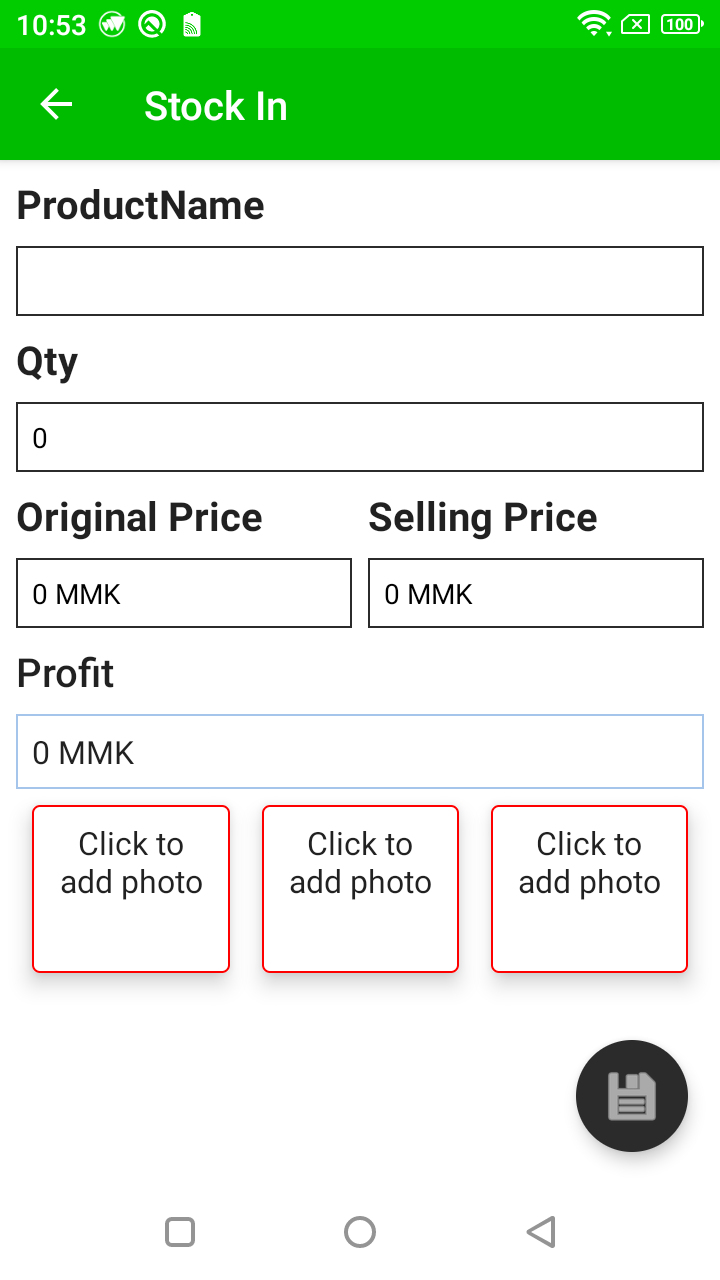 10:53
100
Stock In
ProductName
Qty
0
Original Price
Selling Price
0 MMK
0 MMK
Profit
0 MMK
Click to
add photo
Click to
add photo
Click to
add photo